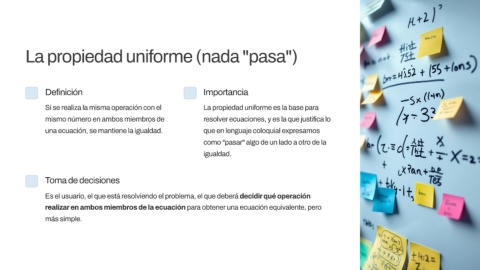 La propiedad uniforme (nada "pasa")
Definición
Si se realiza la misma operación con el
mismo número en ambos miembros de
una ecuación, se mantiene la igualdad.
Importancia
La propiedad uniforme es la base para
resolver ecuaciones, y es la que justifica lo
que en lenguaje coloquial expresamos
como "pasar" algo de un lado a otro de la
igualdad.
Toma de decisiones
Es el usuario, el que está resolviendo el problema, el que deberá decidir qué operación
realizar en ambos miembros de la ecuación para obtener una ecuación equivalente, pero
más simple.